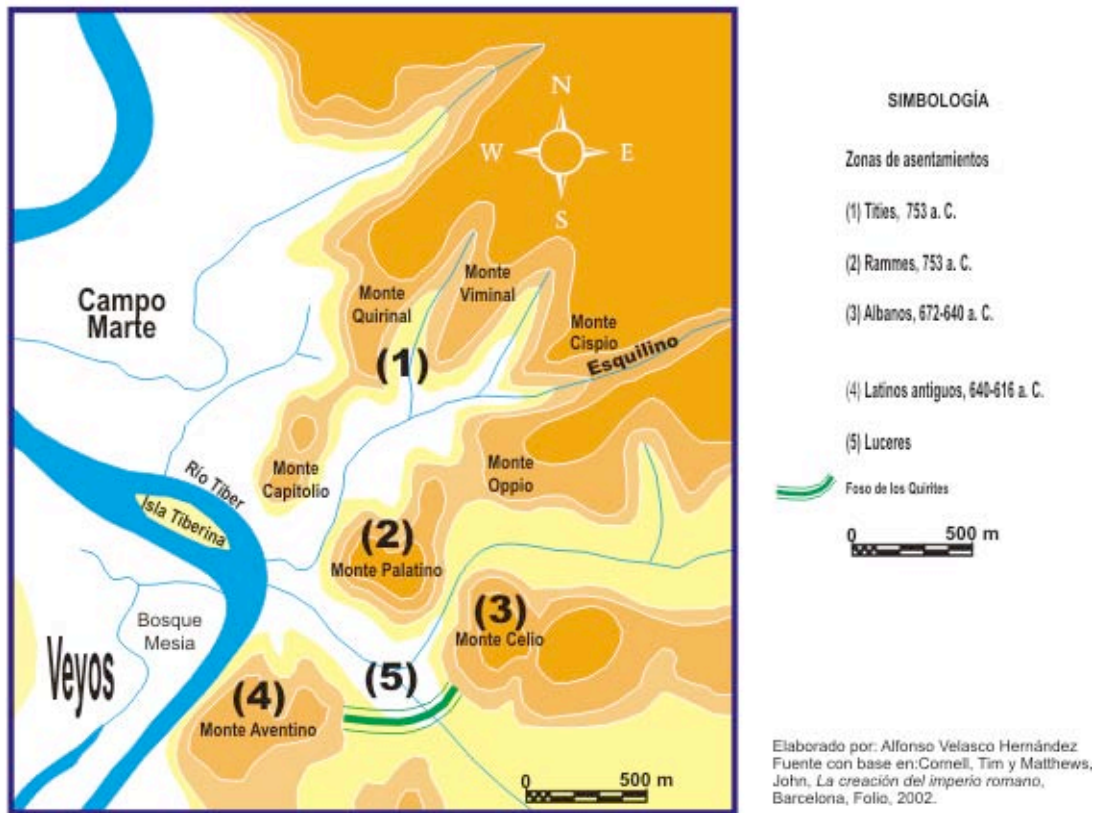 N
W E
S
Campo
Marte
Monte
Quirinal
Monte
Viminal
Monte
Cispio
Esquilino
(1)
Monte
Capitolio
Monte
Oppio
Río Tiber
Isla Tiberina
(2)
Monte Palatino
(3)
Monte Celio
Bosque
Mesia
Veyos
(5)
(4)
Monte Aventino
0 500 m
SIMBOLOGÍA
Zonas de asentamientos
(1) Tities, 753 a. C.
(2) Rammes, 753 a. C.
(3) Albanos, 672-640 a. C.
(4) Latinos antiguos, 640-616 a. C.
(5) Luceres
Foso de los Quirites
0 500 m
Elaborado por: Alfonso Velasco Hernández
Fuente con base en:Cornell, Tim y Matthews,
John, La creación del imperio romano,
Barcelona, Folio, 2002.